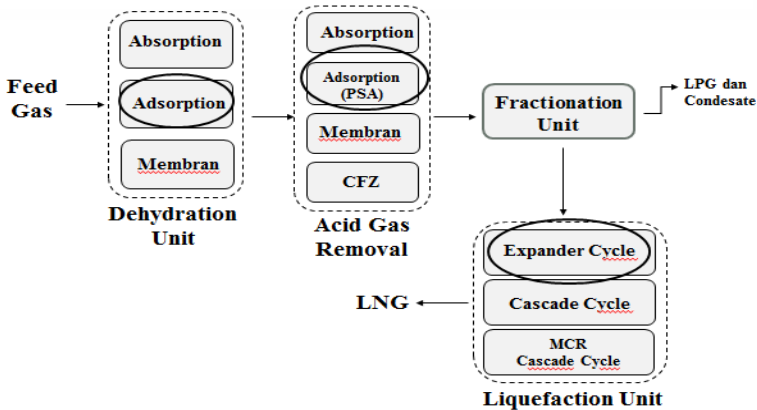 Feed
Gas
Absorption
Adsorption
Membran
Dehydration
Unit
Absorption
Adsorption
(PSA)
Membran
CFZ
Acid Gas
Removal
Fractionation
Unit
LPG dan
Condesate
Expander Cycle
Cascade Cycle
MCR
Cascade Cycle
Liquefaction Unit
LNG